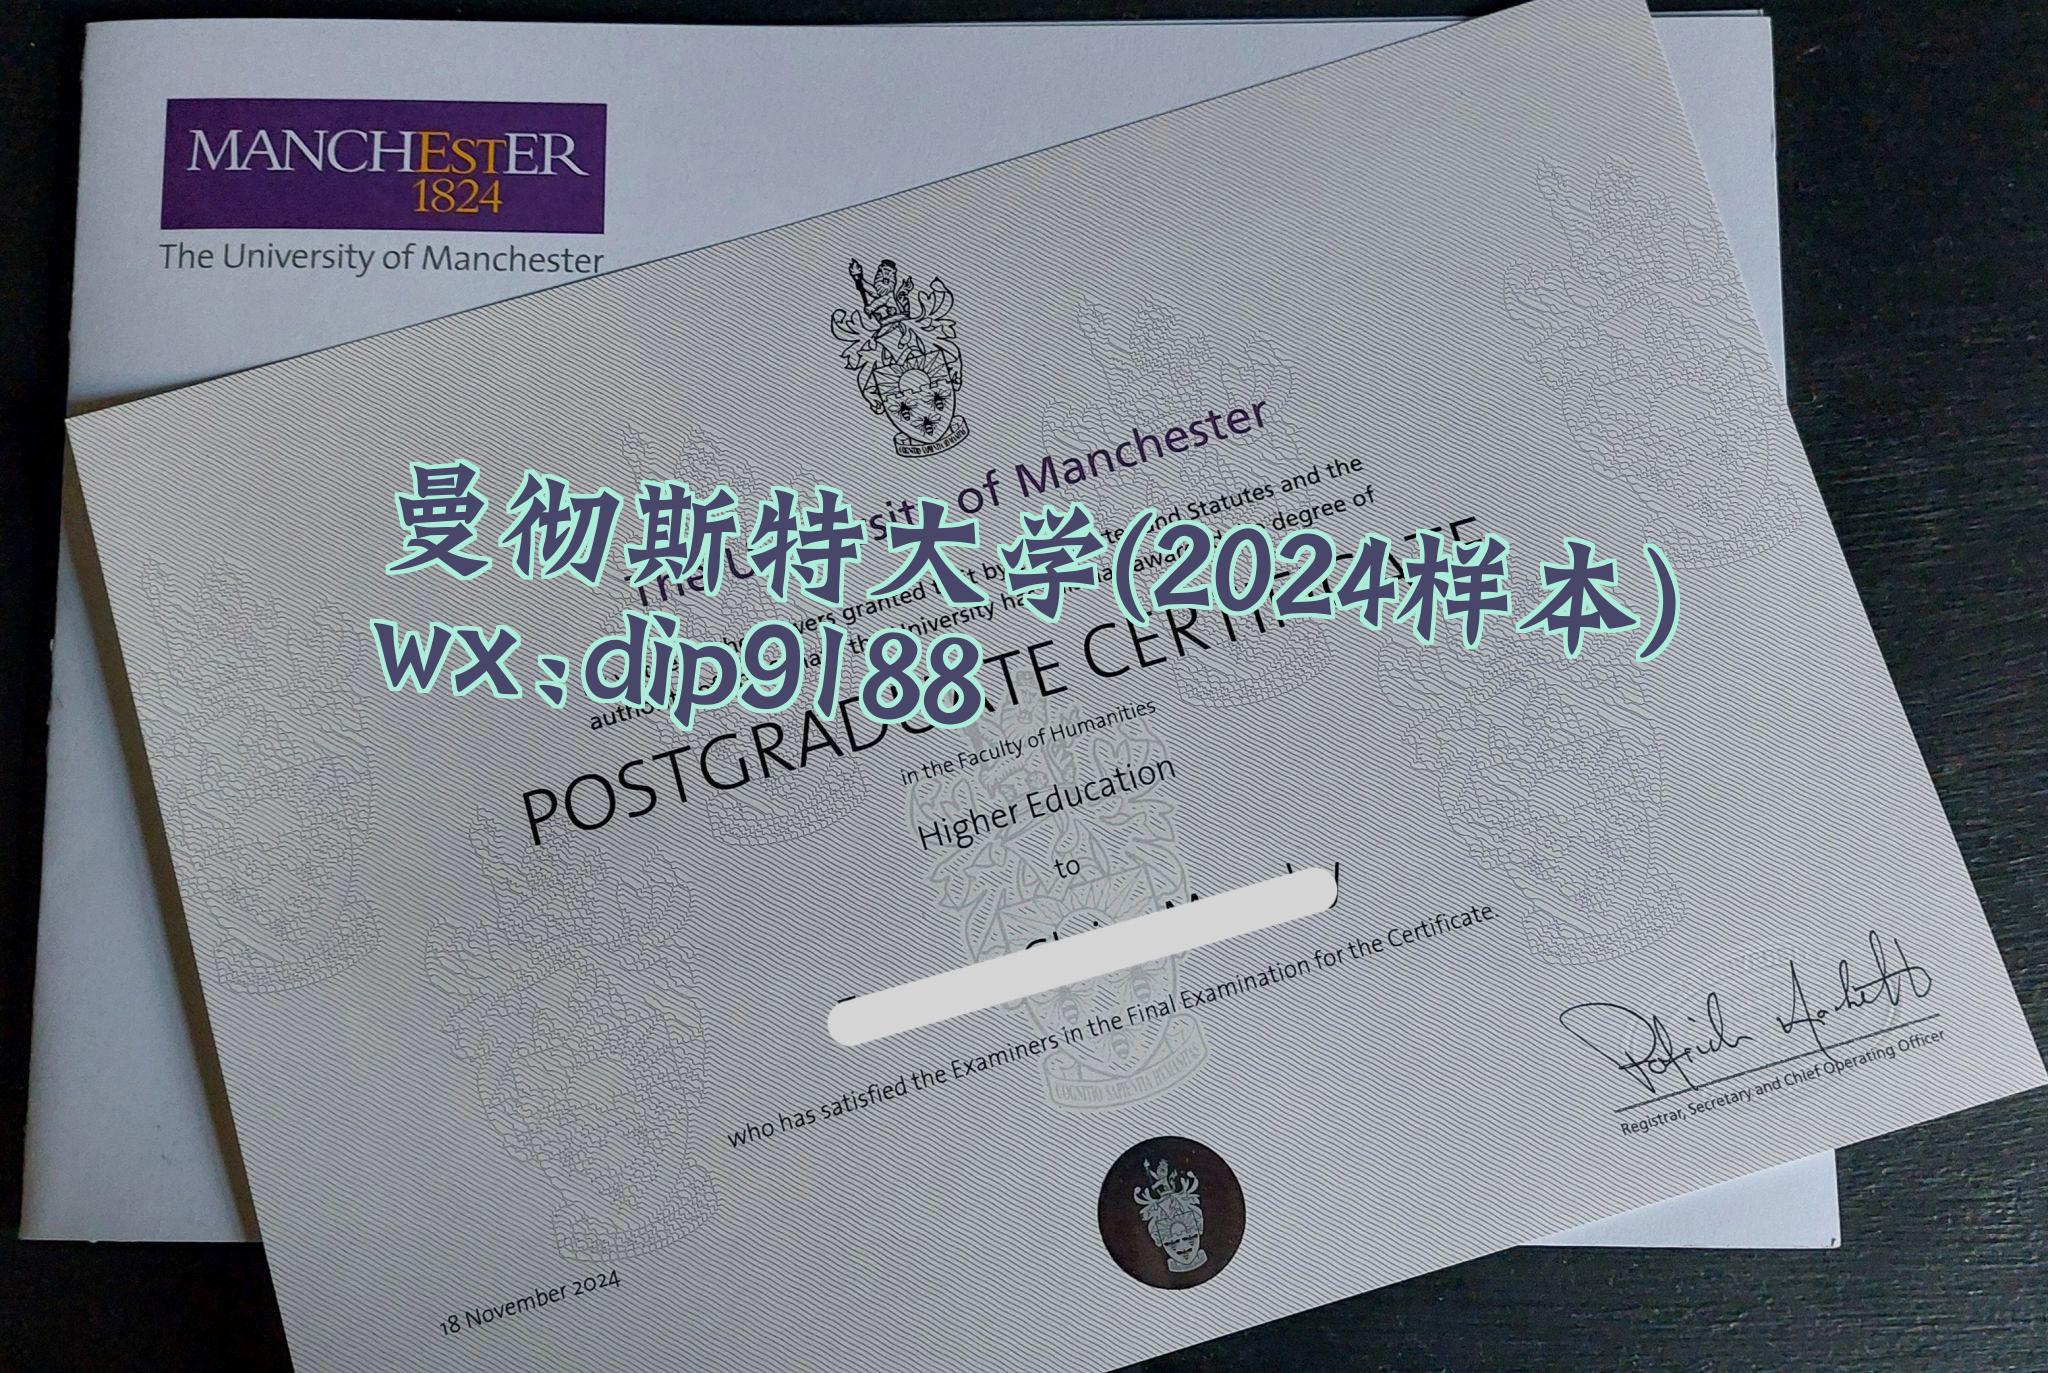 MANCHESTER
1824
The University of Manchester
of Manchester
曼彻斯特大学(2024样本)
wx:dip9188
and Statutes and the
degree of
granted
POSTGRADUATE CERTIFICATE
in the Faculty of Humanities
Higher Education
to
who has satisfied the Examiners in the Final Examination for the Certificate.
Registrar, Secretary and Chief Operating Officer
18 November 2024